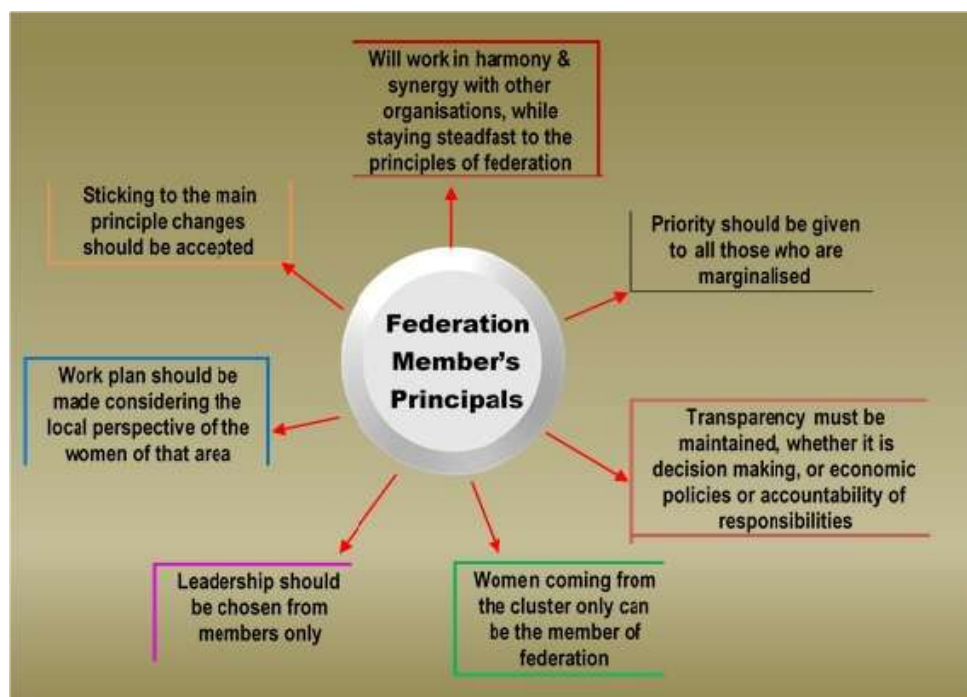 Will work in harmony &
synergy with other
organisations, while
staying steadfast to the
principles of federation
Sticking to the main
principle changes
should be accepted
Priority should be given
to all those who are
marginalised
Federation
Member's
Principals
Work plan should be
made considering the
local perspective of the
women of that area
Transparency must be
maintained, whether it is
decision making, or economic
policies or accountability of
responsibilities
Leadership should
be chosen from
members only
Women coming from
the cluster only can
be the member of
federation